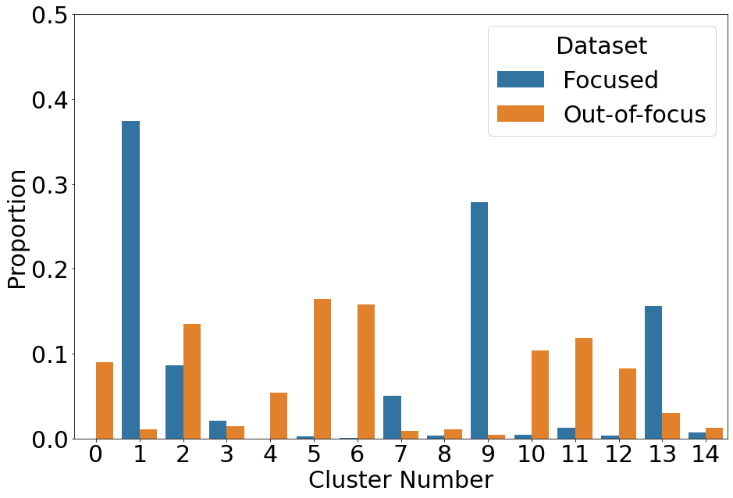 Dataset
Focused
Out-of-focus
Proportion
0.5
0.4
0.3
0.2
0.1
0.0
0 1 2 3 4 5 6 7 8 9 10 11 12 13 14
Cluster Number